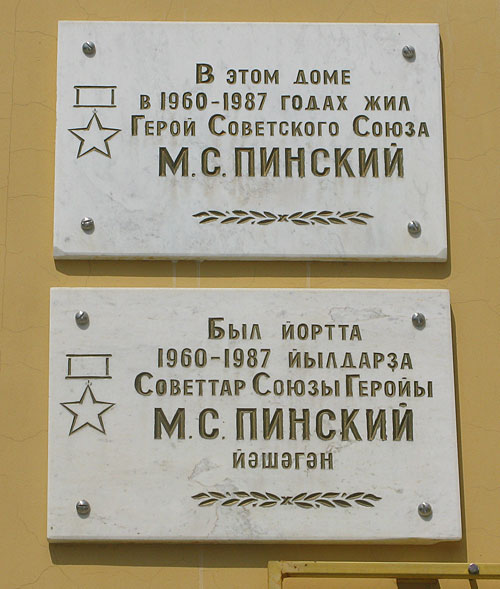 В этом доме
в 1960-1987 годах жил
Герой Советского Союза
М.С.ПИНСКИЙ
Был йортта
1960-1987 йылдарҙа
Советтар Союзы Геройы
М.С.ПИНСКИЙ
йәшәгән